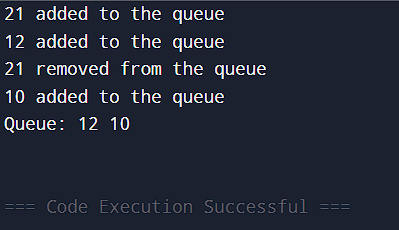 21 added to the queue
12 added to the queue
21 removed from the queue
10 added to the queue
Queue: 12 10
=== Code Execution Successful ===